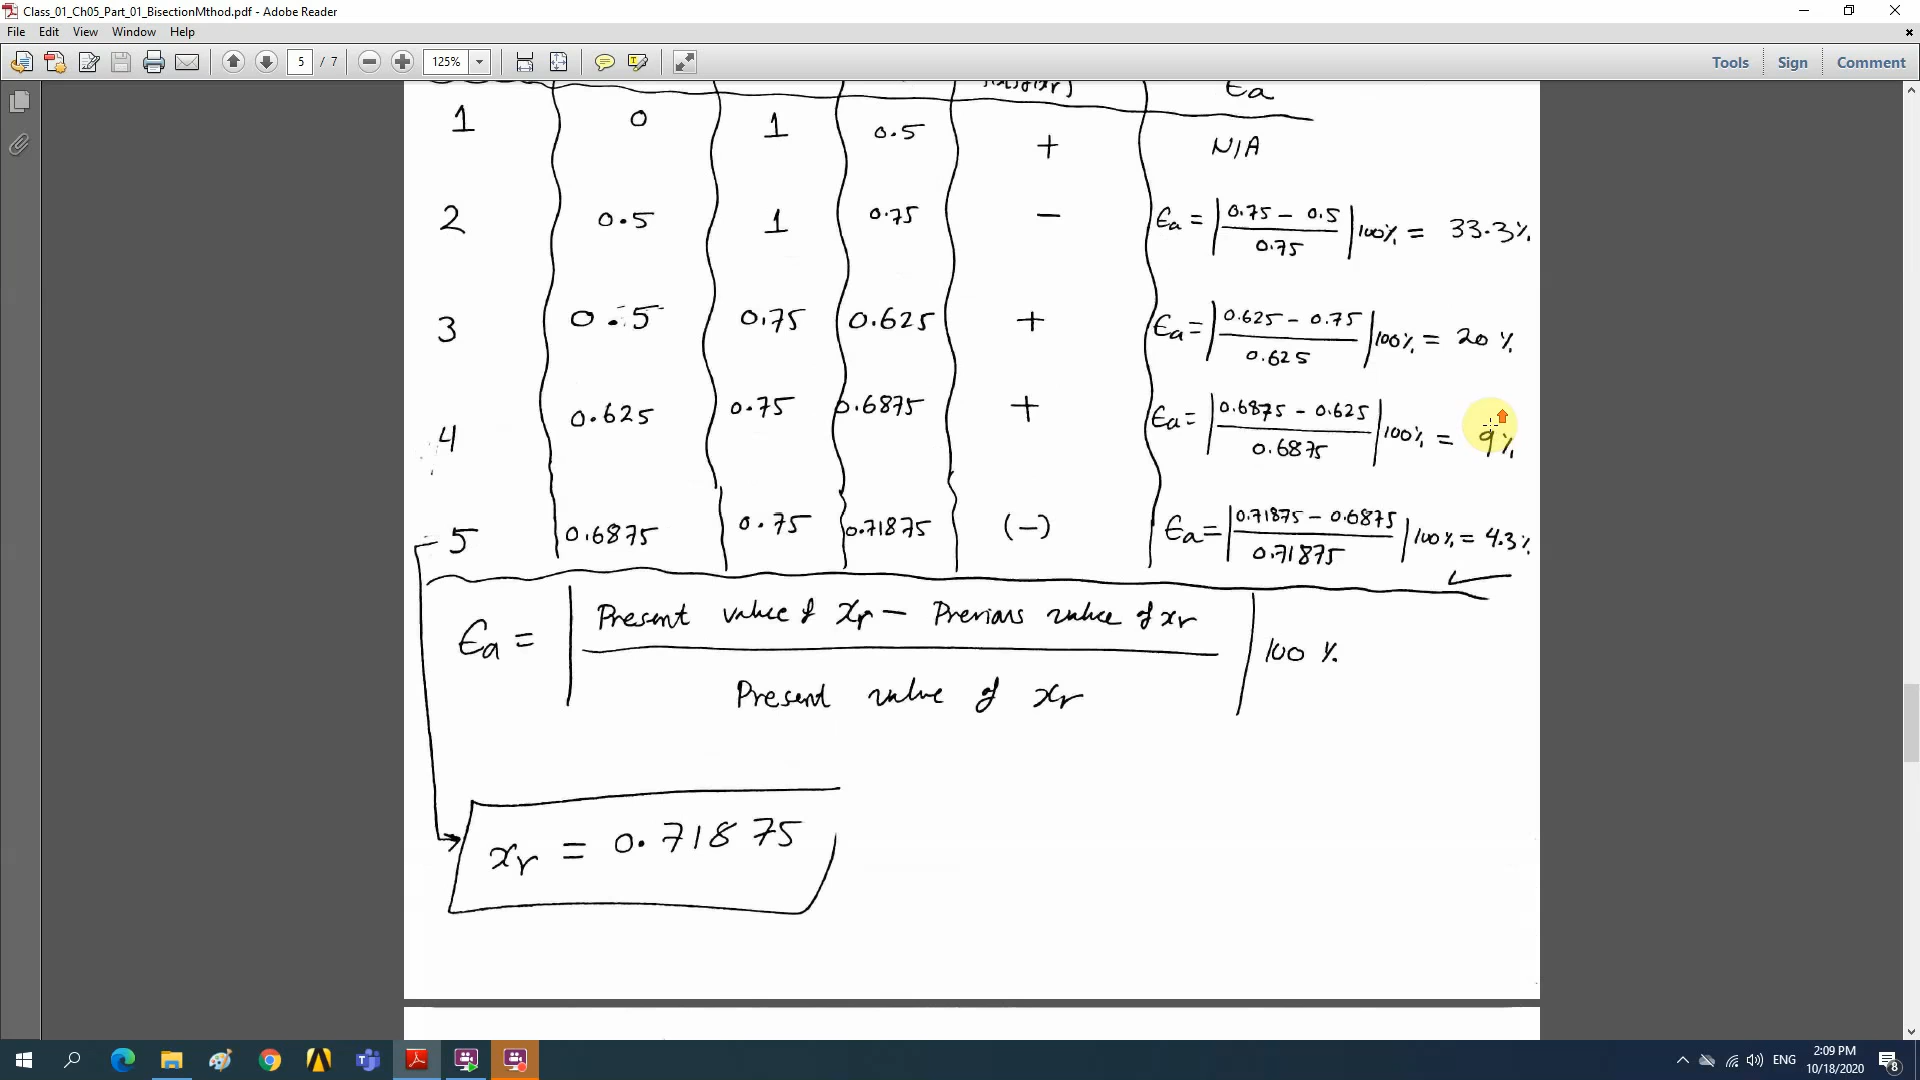 Class_01_Ch05_Part_01_BisectionMthod.pdf - Adobe Reader
File Edit View Window Help
5 / 7 125% Tools Sign Comment
Ea
1 0 1 0.5 + N/A
2 0.5 1 0.75 - Ea = | 0.75 - 0.5 / 0.75 | 100% = 33.3%
3 0.5 0.75 0.625 + Ea = | 0.625 - 0.75 / 0.625 | 100% = 20%
4 0.625 0.75 0.6875 + Ea = | 0.6875 - 0.625 / 0.6875 | 100% = 9%
5 0.6875 0.75 0.71875 (-) Ea = | 0.71875 - 0.6875 / 0.71875 | 100% = 4.3%
Ea = | Present value of xr - Previous value of xr / Present value of xr | 100%
xr = 0.71875
ENG 2:09 PM
10/18/2020 8